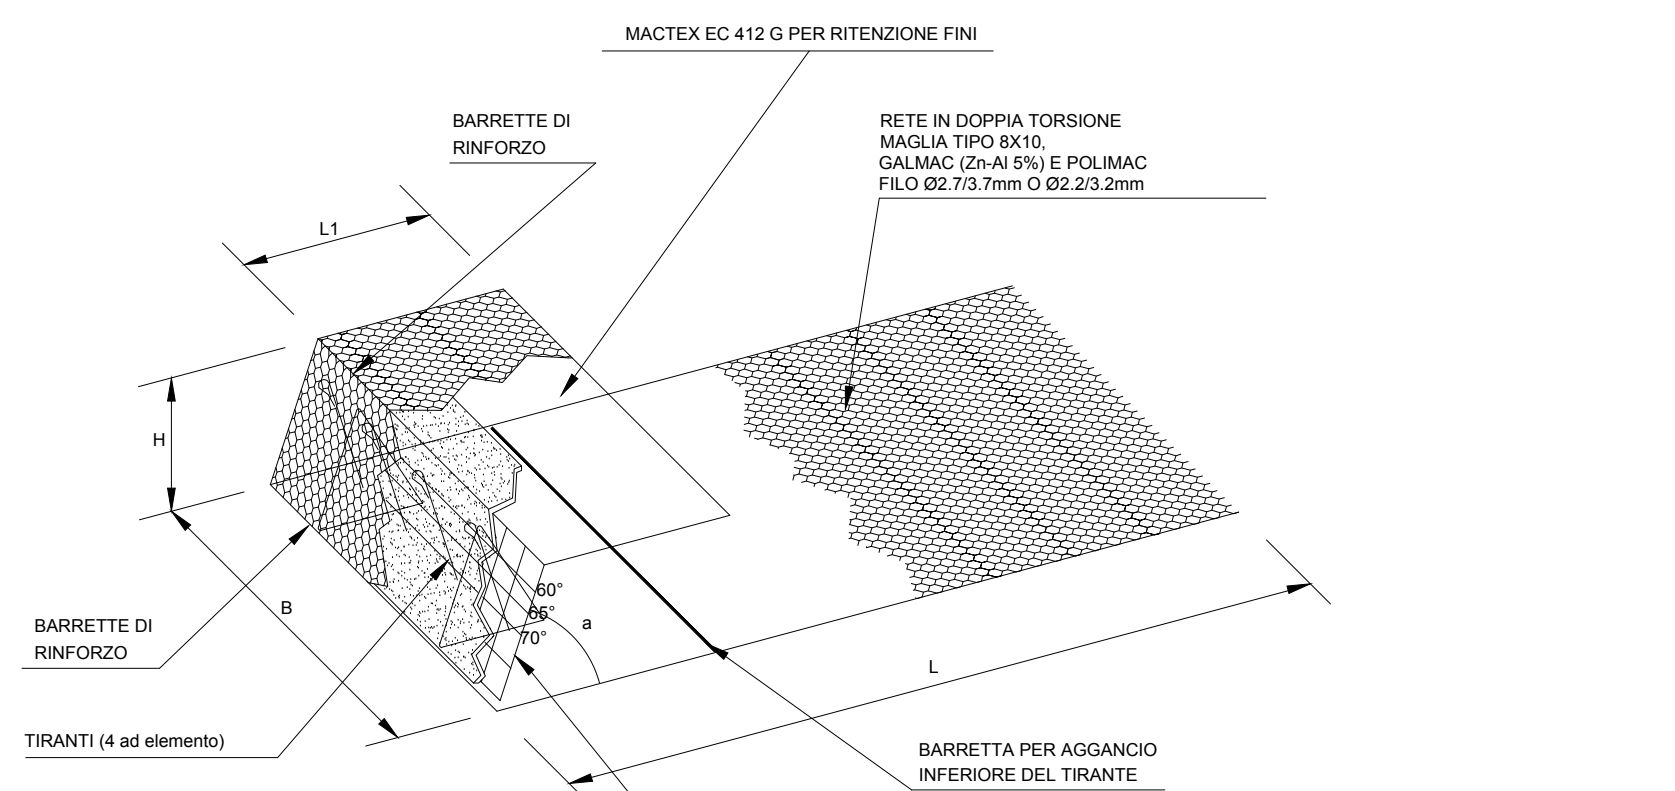 MACTEX EC 412 G PER RITENZIONE FINI
BARRETTE DI
RINFORZO
RETE IN DOPPIA TORSIONE
MAGLIA TIPO 8X10,
GALMAC (Zn-Al 5%) E POLIMAC
FILO Ø2.7/3.7mm O Ø2.2/3.2mm
L1
H
B
60°
65°
70°
a
BARRETTE DI
RINFORZO
L
TIRANTI (4 ad elemento)
BARRETTA PER AGGANCIO
INFERIORE DEL TIRANTE